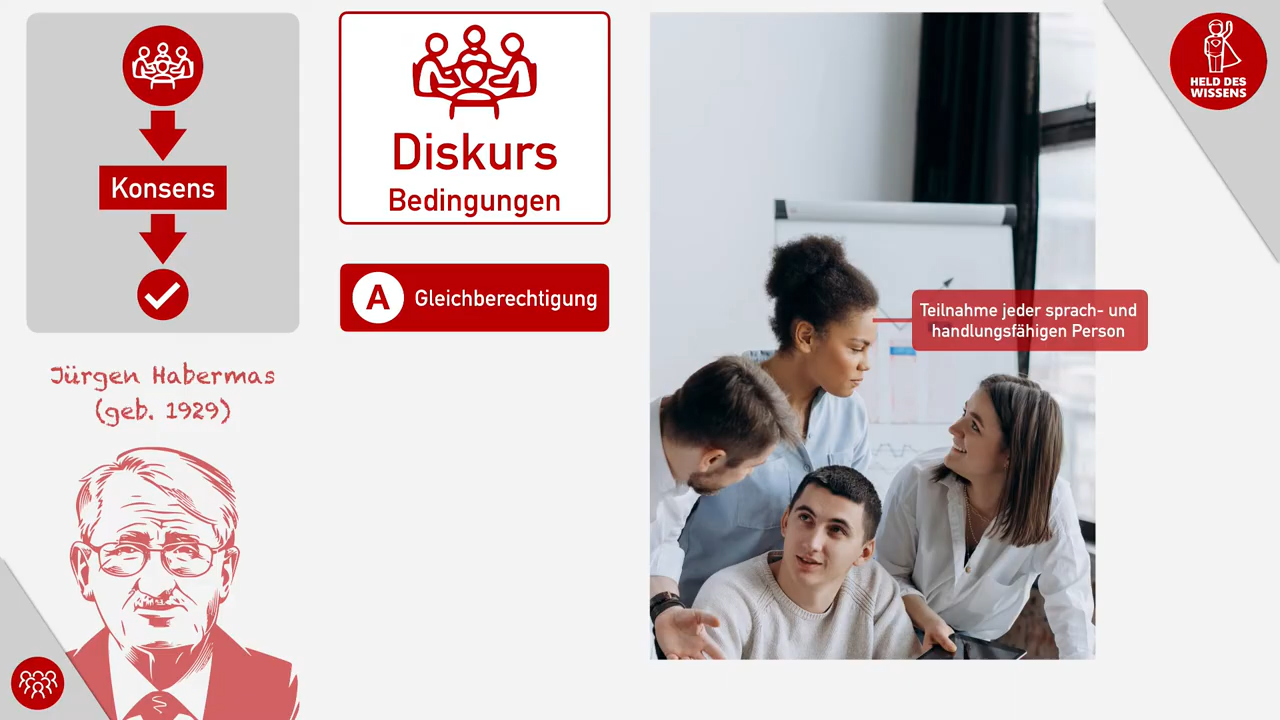 Konsens
Jürgen Habermas
(geb. 1929)
Diskurs
Bedingungen
A Gleichberechtigung
Teilnahme jeder sprach- und
handlungsfähigen Person
HELD DES
WISSENS